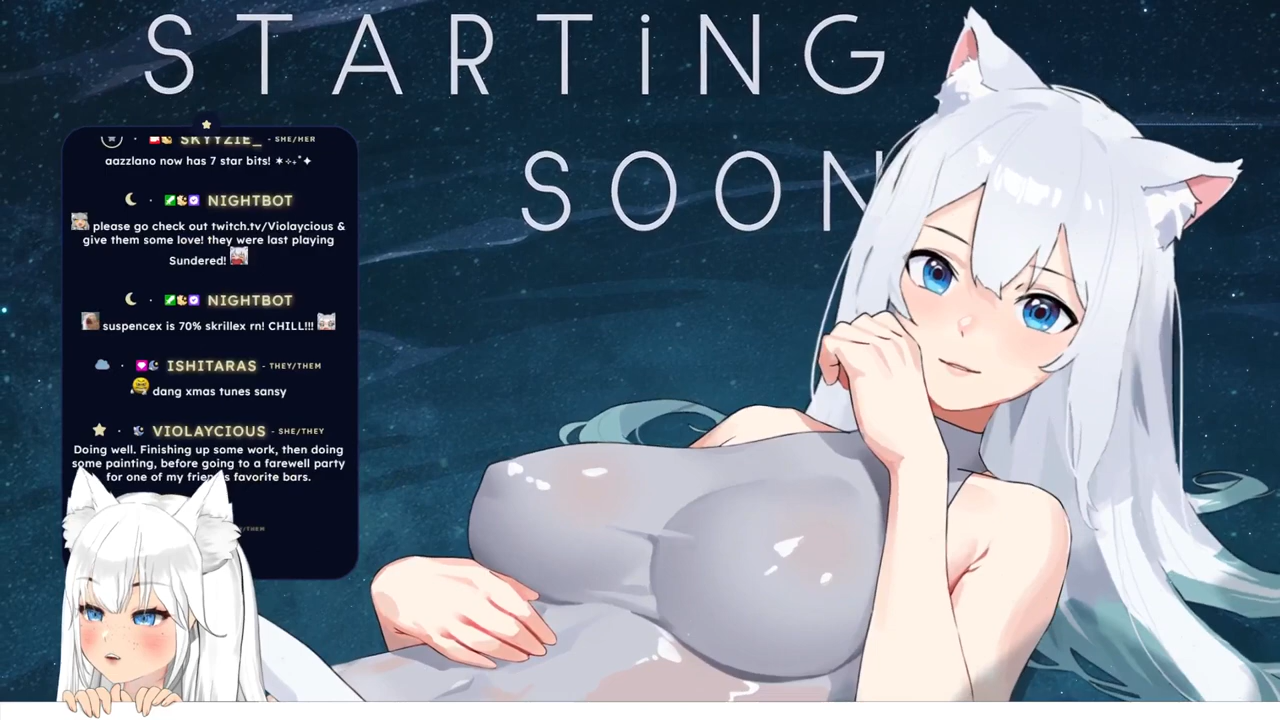 STARTiNG
SOON
SKYYZIE_ - SHE/HER
aazzlano now has 7 star bits!
NIGHTBOT
please go check out twitch.tv/Violaycious &
give them some love! they were last playing
Sundered!
NIGHTBOT
suspencex is 70% skrillex rn! CHILL!!!
ISHITARAS - THEY/THEM
dang xmas tunes sansy
VIOLAYCIOUS - SHE/THEY
Doing well. Finishing up some work, then doing
some painting, before going to a farewell party
for one of my friends favorite bars.